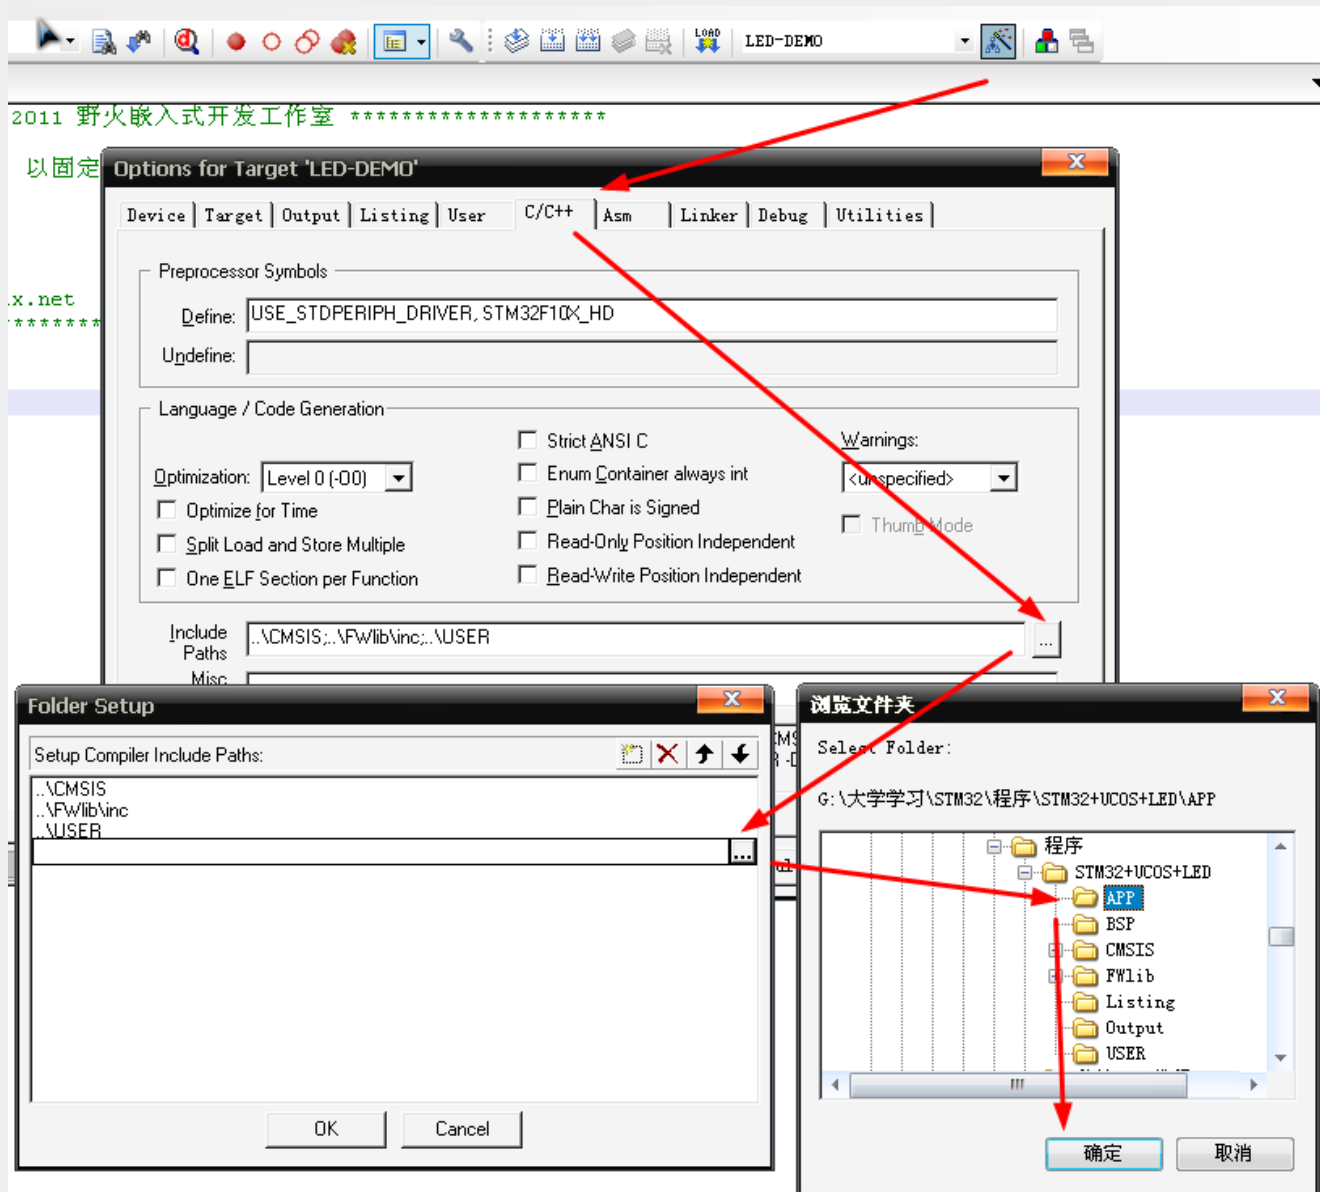 LOAD
LED-DEMO
2011 野火嵌入式开发工作室 ********************
以固定
x.net
Options for Target 'LED-DEMO'
Device
Target
Output
Listing
User
C/C++
Asm
Linker
Debug
Utilities
Preprocessor Symbols
Define:
USE_STDPERIPH_DRIVER, STM32F10X_HD
Undefine:
Language / Code Generation
Optimization:
Level 0 (-O0)
Optimize for Time
Split Load and Store Multiple
One ELF Section per Function
Strict ANSI C
Enum Container always int
Plain Char is Signed
Read-Only Position Independent
Read-Write Position Independent
Warnings:
<unspecified>
Thumb Mode
Include
Paths
..\CMSIS;..\FWlib\inc;..\USER
...
Misc
Folder Setup
Setup Compiler Include Paths:
..\CMSIS
..\FWlib\inc
..\USER
...
OK
Cancel
浏览文件夹
Select Folder:
G:\大学学习\STM32\程序\STM32+UCOS+LED\APP
程序
STM32+UCOS+LED
APP
BSP
CMSIS
FWlib
Listing
Output
USER
确定
取消